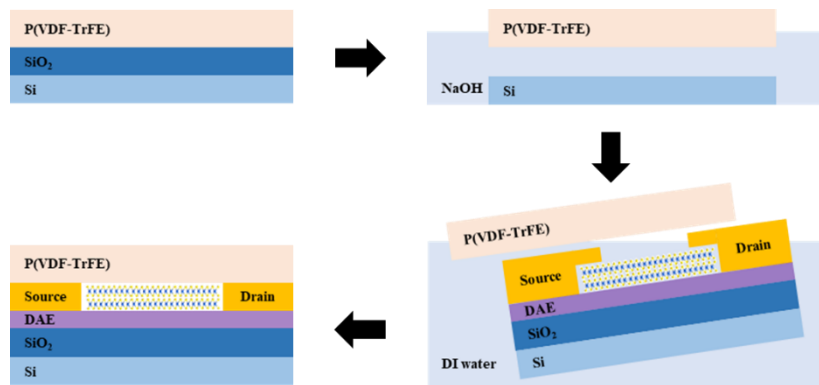 P(VDF-TrFE)
SiO₂
Si
P(VDF-TrFE)
NaOH
Si
P(VDF-TrFE)
Source
Drain
DAE
SiO₂
Si
DI water
P(VDF-TrFE)
Source
Drain
DAE
SiO₂
Si